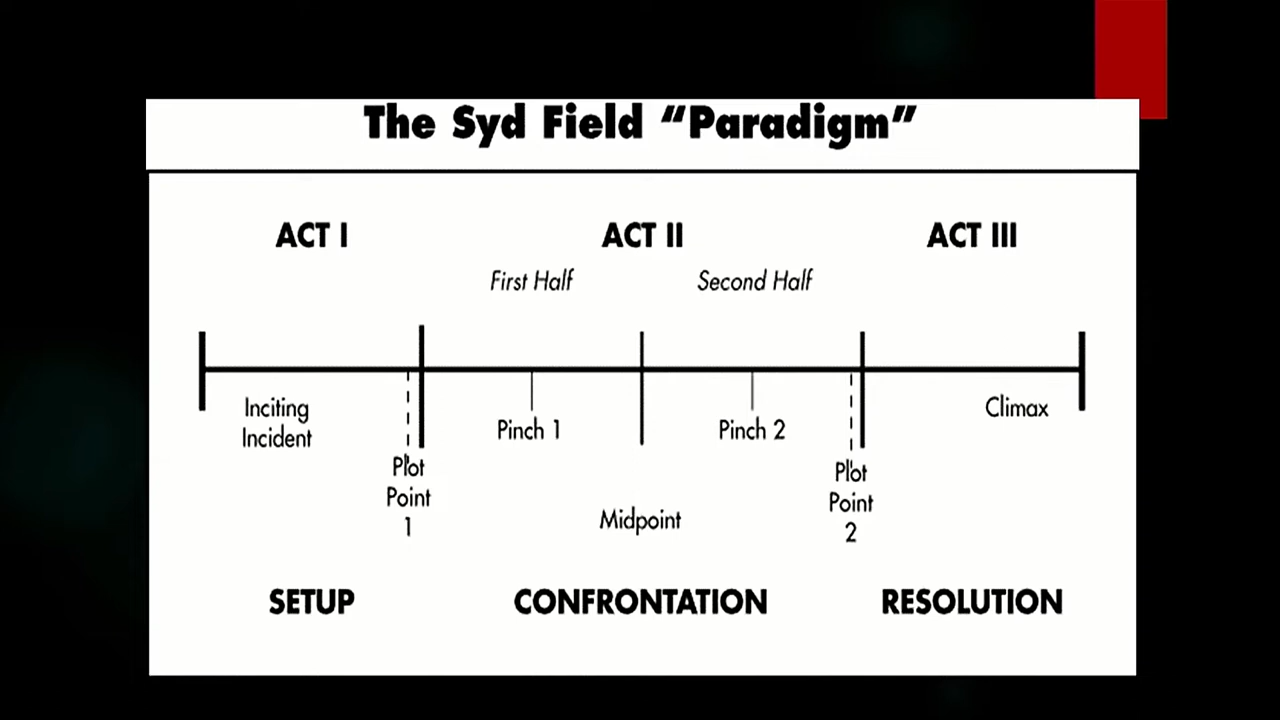 The Syd Field “Paradigm”
ACT I
ACT II
ACT III
First Half
Second Half
Inciting
Incident
Plot
Point
1
Pinch 1
Midpoint
Pinch 2
Plot
Point
2
Climax
SETUP
CONFRONTATION
RESOLUTION